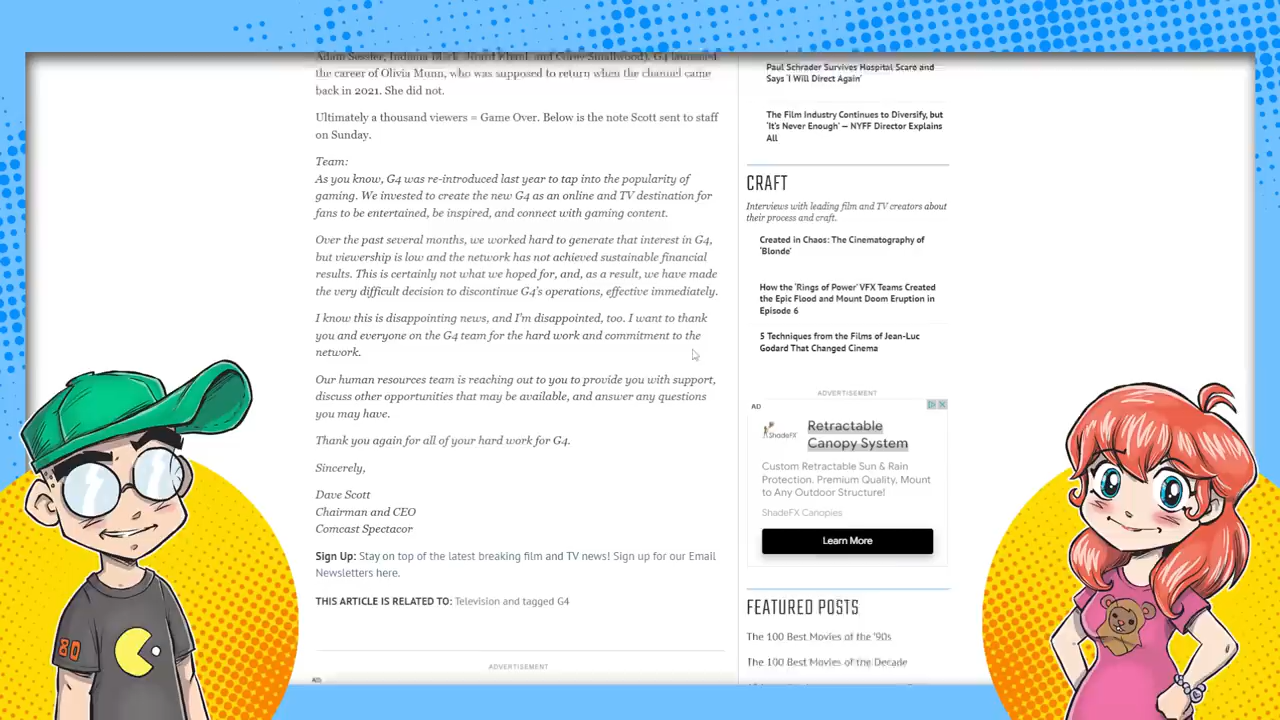 the career of Olivia Munn, who was supposed to return when the channel came
back in 2021. She did not.
Ultimately a thousand viewers = Game Over. Below is the note Scott sent to staff
on Sunday.
Team:
As you know, G4 was re-introduced last year to tap into the popularity of
gaming. We invested to create the new G4 as an online and TV destination for
fans to be entertained, be inspired, and connect with gaming content.
Over the past several months, we worked hard to generate that interest in G4,
but viewership is low and the network has not achieved sustainable financial
results. This is certainly not what we hoped for, and, as a result, we have made
the very difficult decision to discontinue G4's operations, effective immediately.
I know this is disappointing news, and I'm disappointed, too. I want to thank
you and everyone on the G4 team for the hard work and commitment to the
network.
Our human resources team is reaching out to you to provide you with support,
discuss other opportunities that may be available, and answer any questions
you may have.
Thank you again for all of your hard work for G4.
Sincerely,
Dave Scott
Chairman and CEO
Comcast Spectacor
Sign Up: Stay on top of the latest breaking film and TV news! Sign up for our Email
Newsletters here.
THIS ARTICLE IS RELATED TO: Television and tagged G4
ADVERTISEMENT
Paul Schrader Survives Hospital Scare and
Says 'I Will Direct Again'
The Film Industry Continues to Diversify, but
'It's Never Enough' — NYFF Director Explains
All
CRAFT
Interviews with leading film and TV creators about
their process and craft.
Created in Chaos: The Cinematography of
'Blonde'
How the 'Rings of Power' VFX Teams Created
the Epic Flood and Mount Doom Eruption in
Episode 6
5 Techniques from the Films of Jean-Luc
Godard That Changed Cinema
ADVERTISEMENT
AD
ShadeFX
Retractable
Canopy System
Custom Retractable Sun & Rain
Protection. Premium Quality, Mount
to Any Outdoor Structure!
ShadeFX Canopies
Learn More
FEATURED POSTS
The 100 Best Movies of the '90s
The 100 Best Movies of the Decade
80